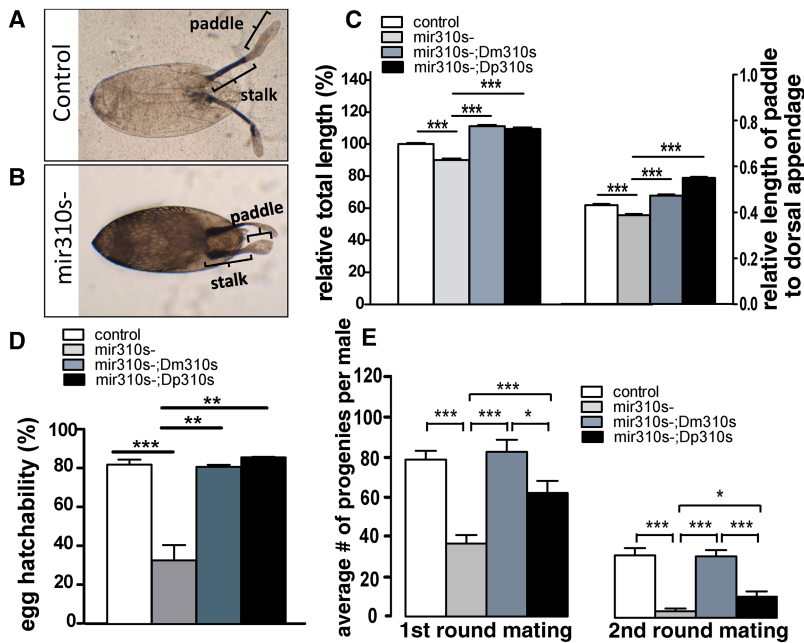 A
Control
paddle
stalk
B
mir310s-
paddle
stalk
C
control
mir310s-
mir310s-;Dm310s
mir310s-;Dp310s
relative total length (%)
140
120
100
80
60
40
20
0
*** *** ***
*** *** ***
1.0
0.8
0.6
0.4
0.2
0.0
relative length of paddle
to dorsal appendage
D
control
mir310s-
mir310s-;Dm310s
mir310s-;Dp310s
egg hatchability (%)
100
80
60
40
20
0
*** ** **
E
control
mir310s-
mir310s-;Dm310s
mir310s-;Dp310s
average # of progenies per male
120
100
80
60
40
20
0
***
*** *** *
*
*** *** ***
1st round mating
2nd round mating